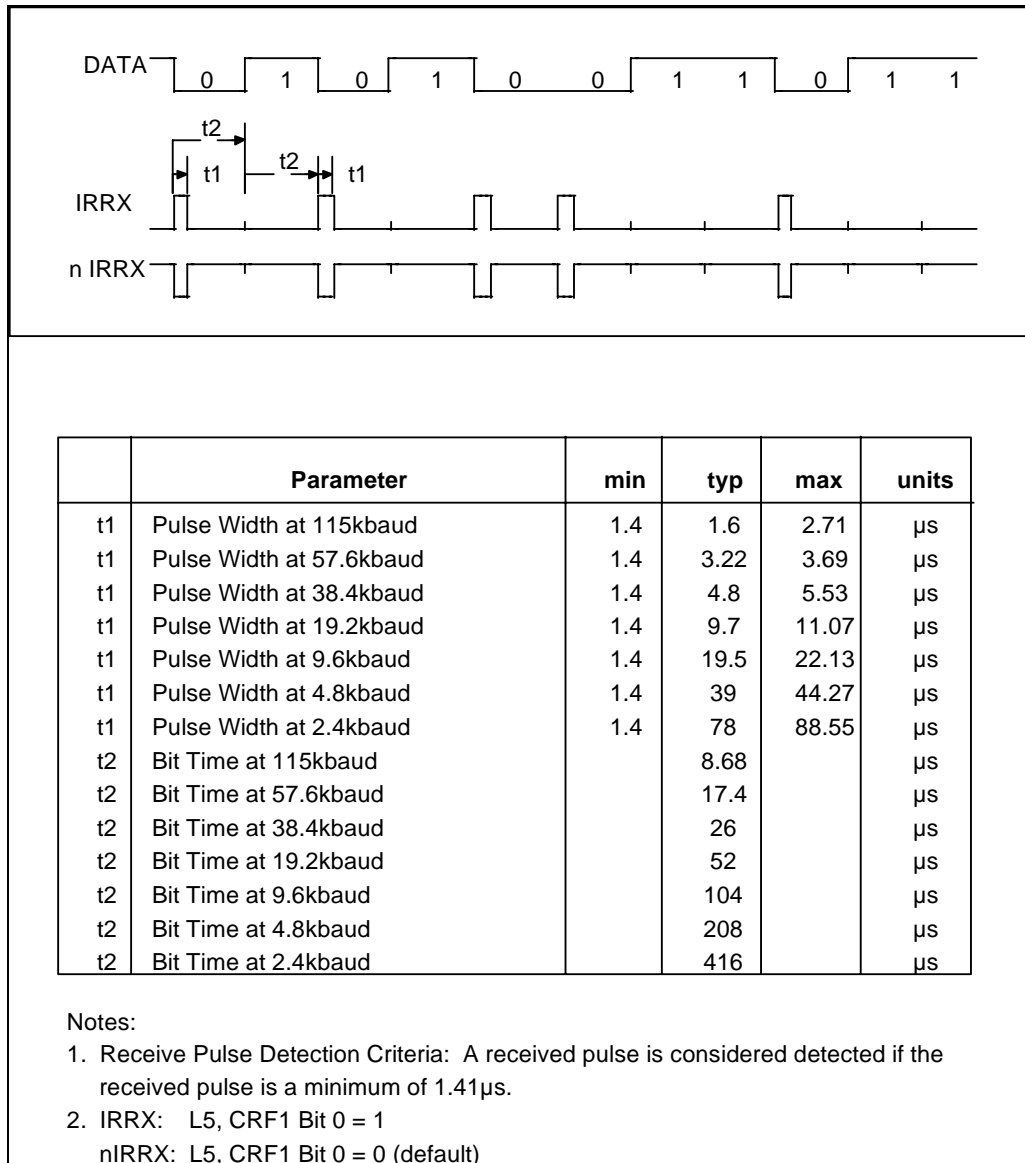 DATA
0 1 0 1 0 0 1 1 0 1 1
t2
t1 t2 t1
IRRX
n IRRX
Parameter min typ max units
t1 Pulse Width at 115kbaud 1.4 1.6 2.71 µs
t1 Pulse Width at 57.6kbaud 1.4 3.22 3.69 µs
t1 Pulse Width at 38.4kbaud 1.4 4.8 5.53 µs
t1 Pulse Width at 19.2kbaud 1.4 9.7 11.07 µs
t1 Pulse Width at 9.6kbaud 1.4 19.5 22.13 µs
t1 Pulse Width at 4.8kbaud 1.4 39 44.27 µs
t1 Pulse Width at 2.4kbaud 1.4 78 88.55 µs
t2 Bit Time at 115kbaud 8.68 µs
t2 Bit Time at 57.6kbaud 17.4 µs
t2 Bit Time at 38.4kbaud 26 µs
t2 Bit Time at 19.2kbaud 52 µs
t2 Bit Time at 9.6kbaud 104 µs
t2 Bit Time at 4.8kbaud 208 µs
t2 Bit Time at 2.4kbaud 416 µs
Notes:
1. Receive Pulse Detection Criteria: A received pulse is considered detected if the
received pulse is a minimum of 1.41µs.
2. IRRX: L5, CRF1 Bit 0 = 1
nIRRX: L5, CRF1 Bit 0 = 0 (default)